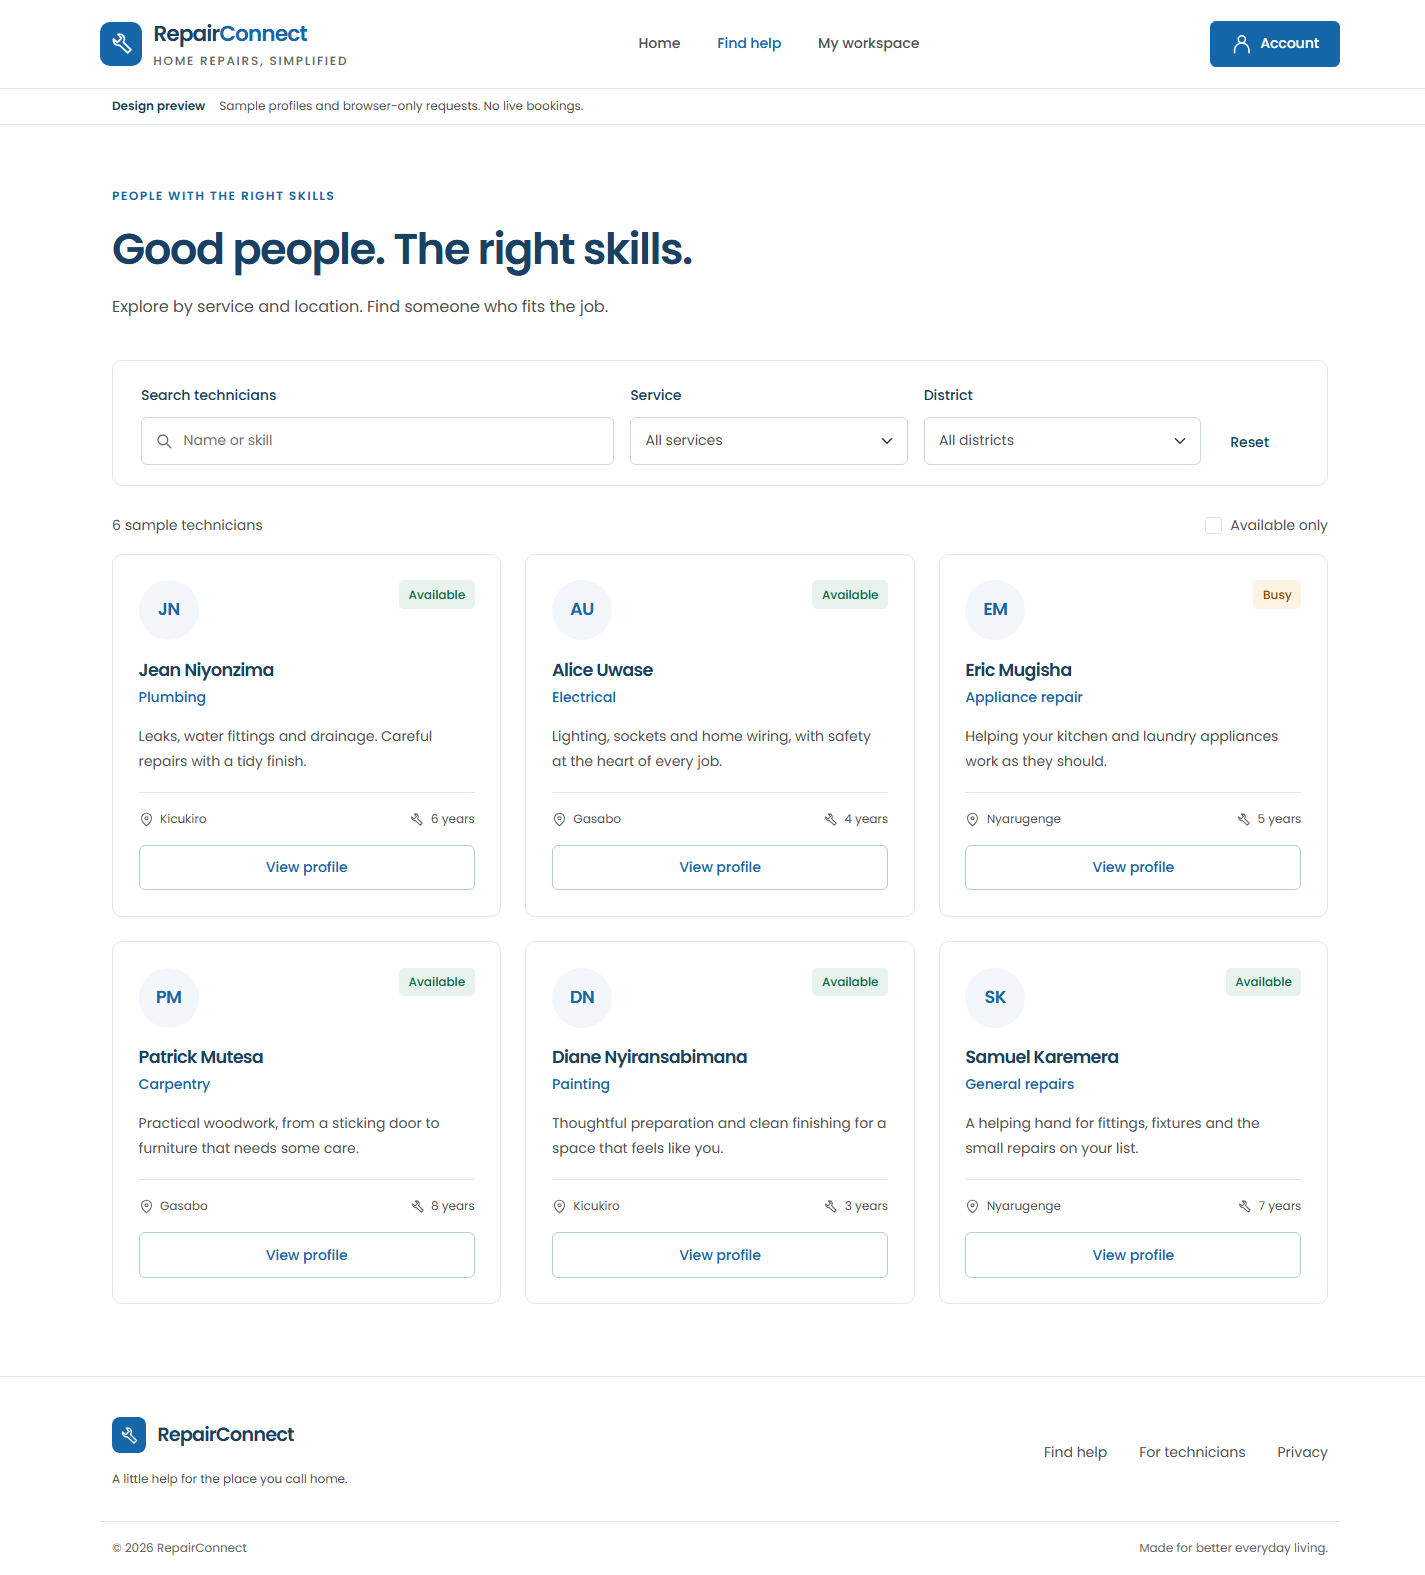 RepairConnect
HOME REPAIRS, SIMPLIFIED
Home
Find help
My workspace
Account
Design preview
Sample profiles and browser-only requests. No live bookings.
PEOPLE WITH THE RIGHT SKILLS
Good people. The right skills.
Explore by service and location. Find someone who fits the job.
Search technicians
Name or skill
Service
All services
District
All districts
Reset
6 sample technicians
Available only
JN
Available
Jean Niyonzima
Plumbing
Leaks, water fittings and drainage. Careful
repairs with a tidy finish.
Kicukiro
6 years
View profile
AU
Available
Alice Uwase
Electrical
Lighting, sockets and home wiring, with safety
at the heart of every job.
Gasabo
4 years
View profile
EM
Busy
Eric Mugisha
Appliance repair
Helping your kitchen and laundry appliances
work as they should.
Nyarugenge
5 years
View profile
PM
Available
Patrick Mutesa
Carpentry
Practical woodwork, from a sticking door to
furniture that needs some care.
Gasabo
8 years
View profile
DN
Available
Diane Nyiransabimana
Painting
Thoughtful preparation and clean finishing for a
space that feels like you.
Kicukiro
3 years
View profile
SK
Available
Samuel Karemera
General repairs
A helping hand for fittings, fixtures and the
small repairs on your list.
Nyarugenge
7 years
View profile
RepairConnect
A little help for the place you call home.
Find help
For technicians
Privacy
© 2026 RepairConnect
Made for better everyday living.